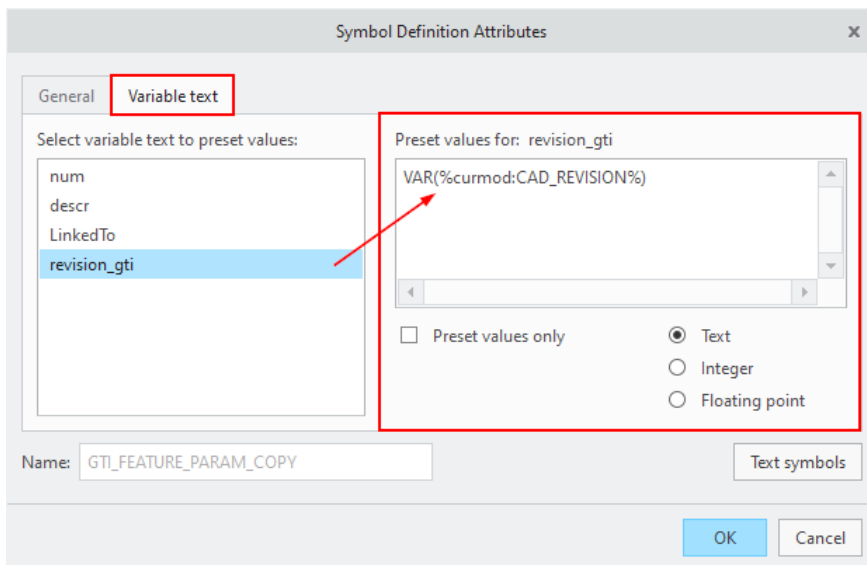 Symbol Definition Attributes
General
Variable text
Select variable text to preset values:
num
descr
LinkedTo
revision_gti
Preset values for: revision_gti
VAR(%curmod:CAD_REVISION%)
Preset values only
Text
Integer
Floating point
Name: GTI_FEATURE_PARAM_COPY
Text symbols
OK
Cancel